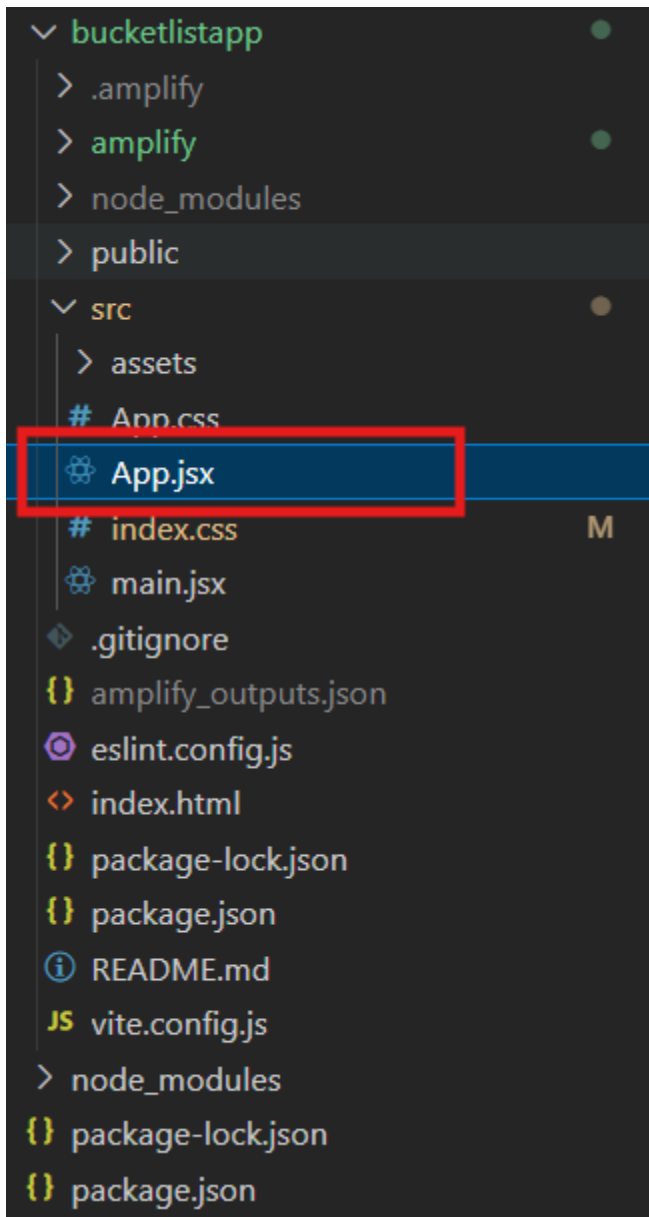 bucketlistapp
.amplify
amplify
node_modules
public
src
assets
# App.css
App.jsx
# index.css M
main.jsx
.gitignore
{} amplify_outputs.json
eslint.config.js
<> index.html
{} package-lock.json
{} package.json
README.md
JS vite.config.js
node_modules
{} package-lock.json
{} package.json